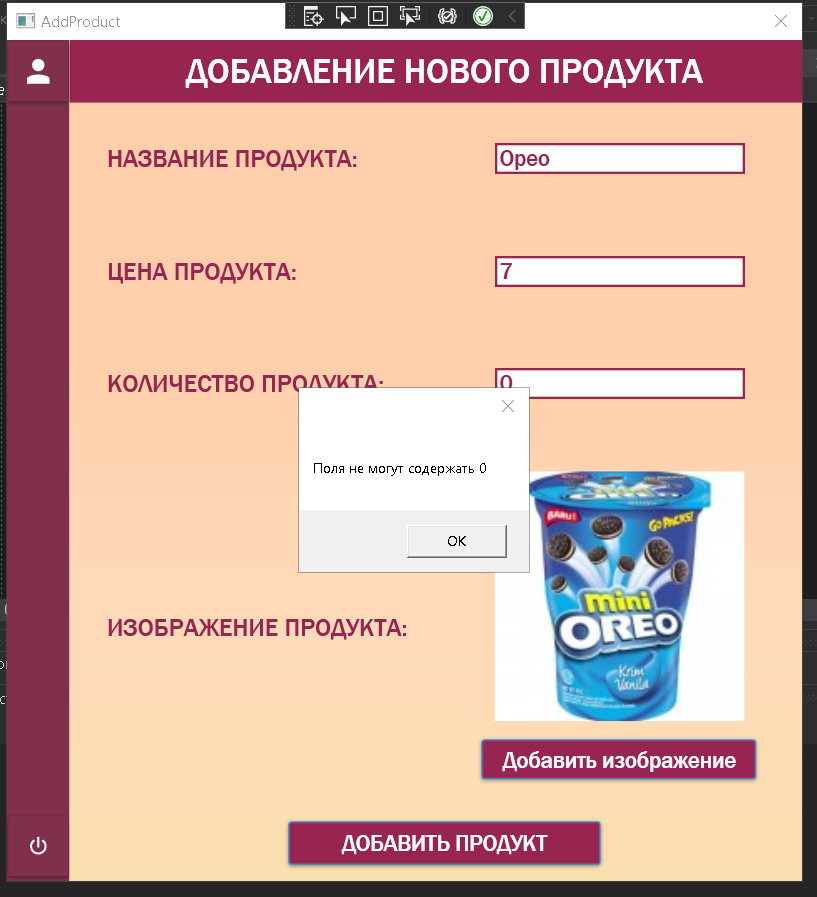 AddProduct
ДОБАВЛЕНИЕ НОВОГО ПРОДУКТА
НАЗВАНИЕ ПРОДУКТА:
Орео
ЦЕНА ПРОДУКТА:
7
КОЛИЧЕСТВО ПРОДУКТА:
0
Поля не могут содержать 0
OK
BARU!
GO PACKS!
mini
OREO
Krim
Vanila
ИЗОБРАЖЕНИЕ ПРОДУКТА:
Добавить изображение
ДОБАВИТЬ ПРОДУКТ